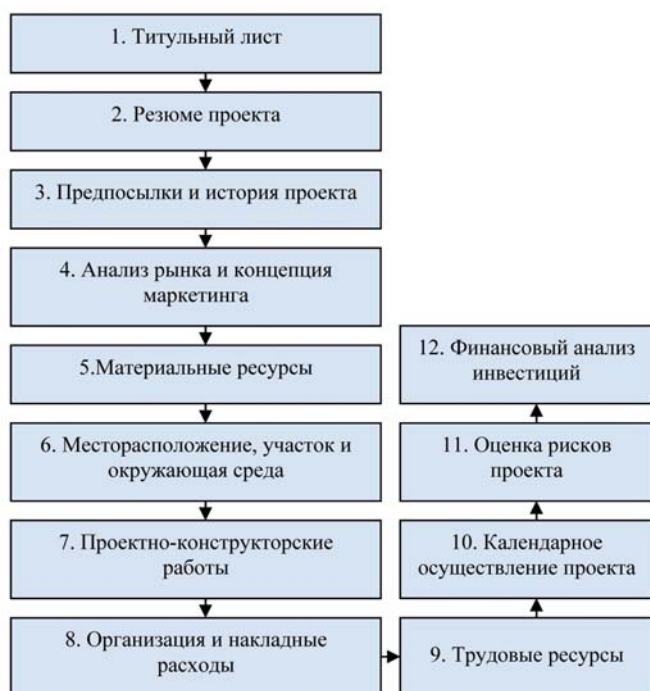 1. Титульный лист
2. Резюме проекта
3. Предпосылки и история проекта
4. Анализ рынка и концепция
маркетинга
5.Материальные ресурсы
6. Месторасположение, участок и
окружающая среда
7. Проектно-конструкторские
работы
8. Организация и накладные
расходы
9. Трудовые ресурсы
10. Календарное
осуществление проекта
11. Оценка рисков
проекта
12. Финансовый анализ
инвестиций